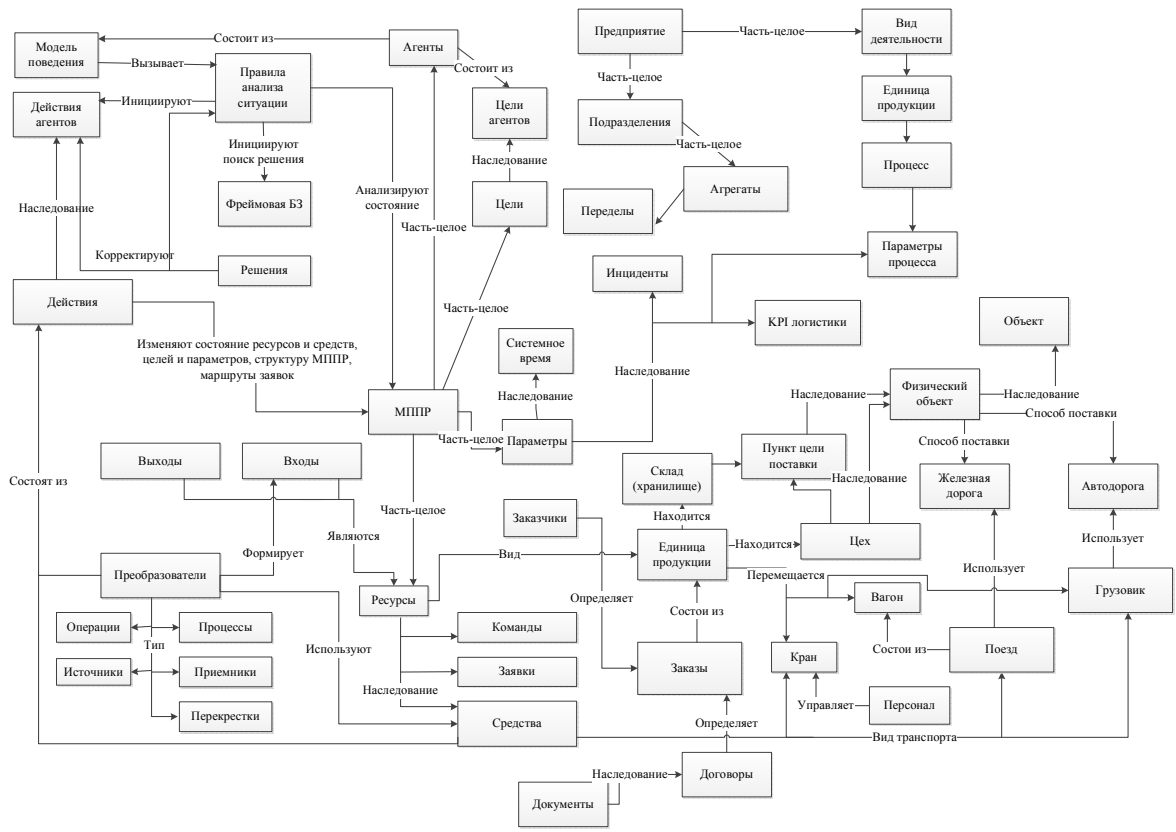 Модель
поведения
Состоит из
Агенты
Предприятие
Часть-целое
Вид
деятельности
Вызывает
Правила
анализа
ситуации
Состоит из
Часть-целое
Единица
продукции
Действия
агентов
Инициируют
Цели
агентов
Подразделения
Часть-целое
Инициируют
поиск решения
Наследование
Процесс
Анализируют
состояние
Агрегаты
Фреймовая БЗ
Цели
Переделы
Наследование
Часть-целое
Корректируют
Решения
Инциденты
Параметры
процесса
Действия
Часть-целое
KPI логистики
Объект
Изменяют состояние ресурсов и средств,
целей и параметров, структуру МППР,
маршруты заявок
Системное
время
Наследование
Наследование
МППР
Часть-целое
Параметры
Наследование
Физический
объект
Наследование
Способ поставки
Способ поставки
Выходы
Входы
Склад
(хранилище)
Пункт цели
поставки
Наследование
Железная
дорога
Автодорога
Состоят из
Часть-целое
Заказчики
Находится
Формирует
Являются
Вид
Единица
продукции
Находится
Цех
Использует
Использует
Преобразователи
Ресурсы
Определяет
Перемещается
Вагон
Грузовик
Операции
Процессы
Тип
Используют
Команды
Состои из
Источники
Приемники
Заявки
Заказы
Кран
Состои из
Поезд
Наследование
Перекрестки
Средства
Управляет
Персонал
Определяет
Вид транспорта
Наследование
Договоры
Документы